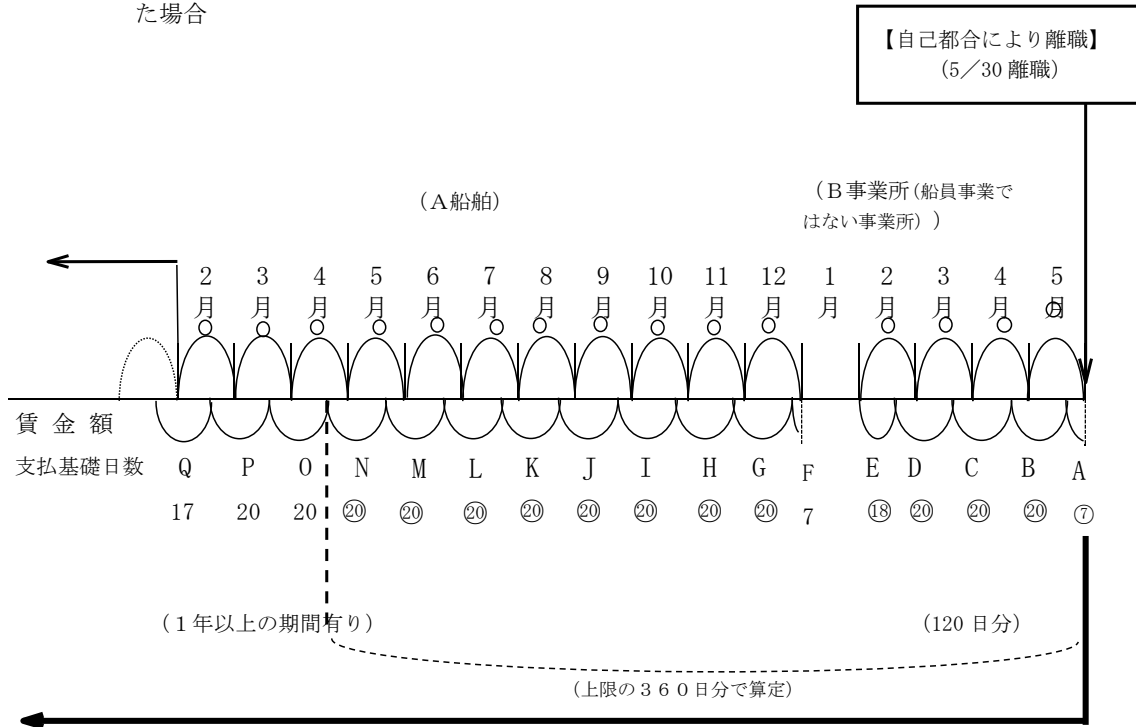 た場合
【自己都合により離職】
(5/30 離職)
(A船舶)
(B事業所(船員事業で
はない事業所))
2月 3月 4月 5月 6月 7月 8月 9月 10月 11月 12月 1月 2月 3月 4月 5月
賃 金 額
支払基礎日数 Q P O N M L K J I H G F E D C B A
17 20 20 ⑳ ⑳ ⑳ ⑳ ⑳ ⑳ ⑳ ⑳ 7 ⑱ ⑳ ⑳ ⑳ ⑦
(1年以上の期間有り) (120 日分)
(上限の360日分で算定)